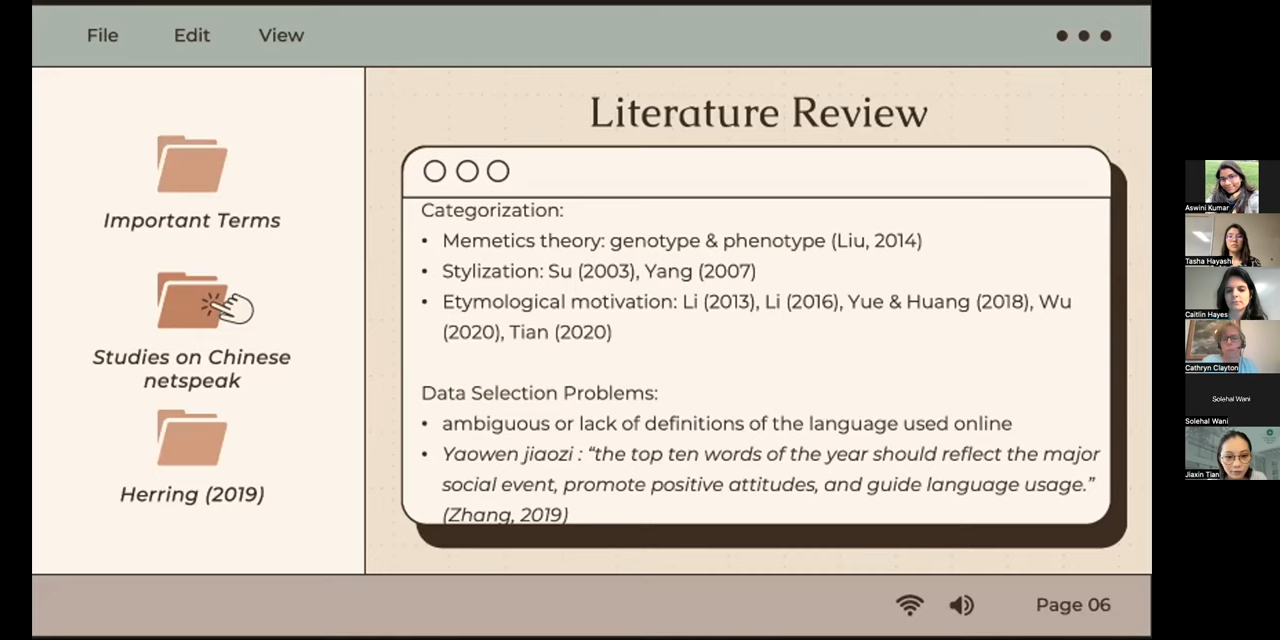 File Edit View
Important Terms
Studies on Chinese
netspeak
Herring (2019)
Literature Review
Categorization:
• Memetics theory: genotype & phenotype (Liu, 2014)
• Stylization: Su (2003), Yang (2007)
• Etymological motivation: Li (2013), Li (2016), Yue & Huang (2018), Wu
(2020), Tian (2020)
Data Selection Problems:
• ambiguous or lack of definitions of the language used online
• Yaowen jiaozi : “the top ten words of the year should reflect the major
social event, promote positive attitudes, and guide language usage.”
(Zhang, 2019)
Page 06
Aswini Kumar
Tasha Hayashi
Caitlin Hayes
Cathryn Clayton
Solehal Wani
Solehal Wani
Jiaxin Tian